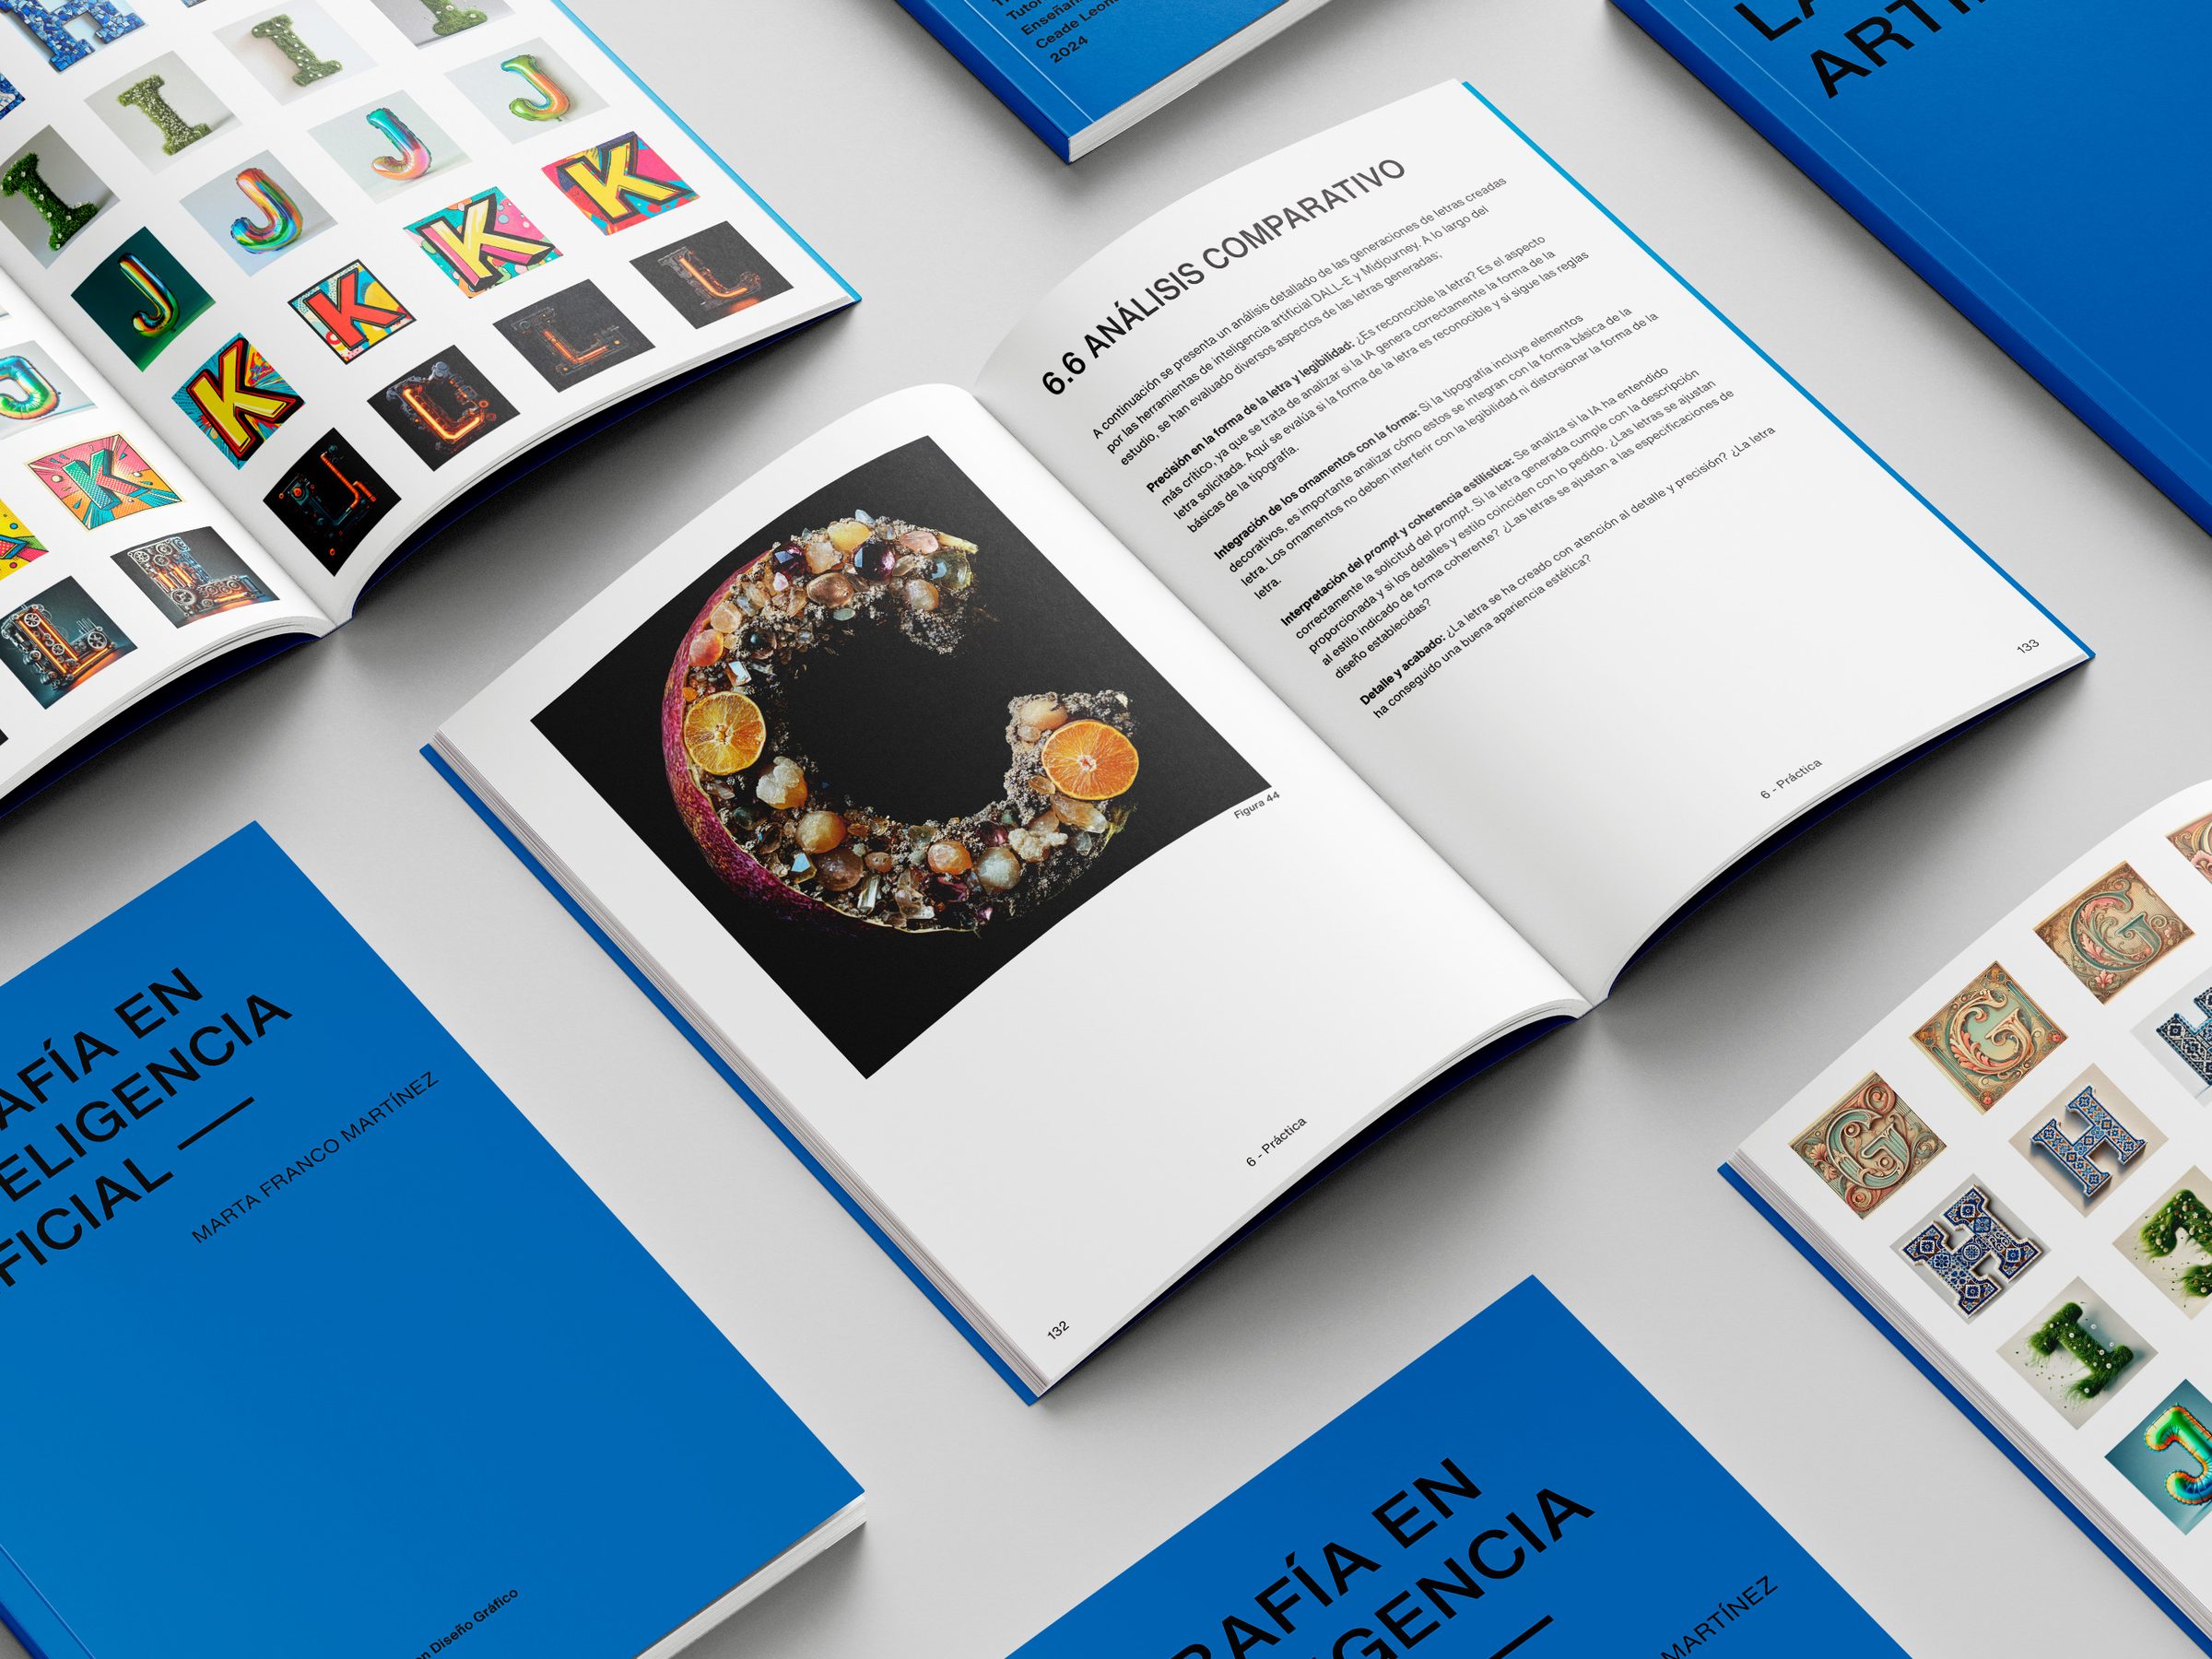 Tutor
Enseñan
Ceade Leona
2024
LA
ARTI
6.6 ANÁLISIS COMPARATIVO
A continuación se presenta un análisis detallado de las generaciones de letras creadas
por las herramientas de inteligencia artificial DALL-E y Midjourney. A lo largo del
estudio, se han evaluado diversos aspectos de las letras generadas;
Precisión en la forma de la letra y legibilidad: ¿Es reconocible la letra? Es el aspecto
más crítico, ya que se trata de analizar si la IA genera correctamente la forma de la
letra solicitada. Aquí se evalúa si la forma de la letra es reconocible y si sigue las reglas
básicas de la tipografía.
Integración de los ornamentos con la forma: Si la tipografía incluye elementos
decorativos, es importante analizar cómo estos se integran con la forma básica de la
letra. Los ornamentos no deben interferir con la legibilidad ni distorsionar la forma de la
letra.
Interpretación del prompt y coherencia estilística: Se analiza si la IA ha entendido
correctamente la solicitud del prompt. Si la letra generada cumple con la descripción
proporcionada y si los detalles y estilo coinciden con lo pedido. ¿Las letras se ajustan
al estilo indicado de forma coherente? ¿Las letras se ajustan a las especificaciones de
diseño establecidas?
Detalle y acabado: ¿La letra se ha creado con atención al detalle y precisión? ¿La letra
ha conseguido una buena apariencia estética?
6 - Práctica
133
C
Figura 44
6 - Práctica
132
H
I
I
I
I
J
J
J
J
J
K
K
K
K
K
L
L
L
L
L
L
G
G
G
H
H
I
J
AFÍA EN
ELIGENCIA
FICIAL —
MARTA FRANCO MARTÍNEZ
en Diseño Gráfico
RAFÍA EN
IGENCIA
—
MARTÍNEZ